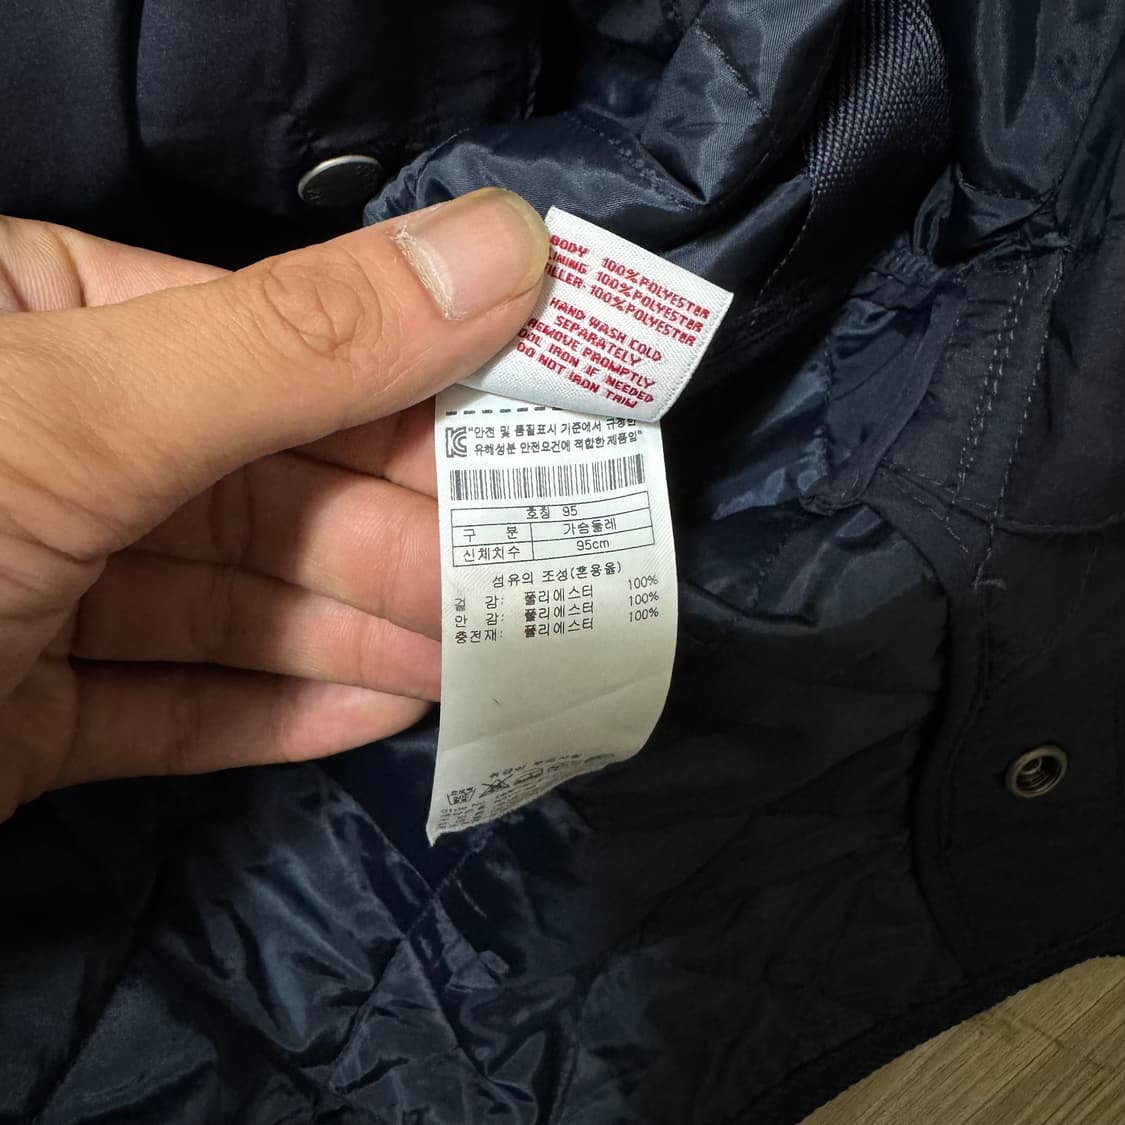 BODY 100%POLYESTER
LINING 100%POLYESTER
FILLER: 100%POLYESTER
HAND WASH COLD
SEPARATELY
REMOVE PROMPTLY
COOL IRON IF NEEDED
DO NOT IRON TRIM
"안전 및 품질표시 기준에서 규정한
유해성분 안전요건에 적합한 제품임"
호칭 95
구 분 가슴둘레
신체치수 95cm
섬유의 조성(혼용율)
겉 감: 폴리에스터 100%
안 감: 폴리에스터 100%
충전재: 폴리에스터 100%